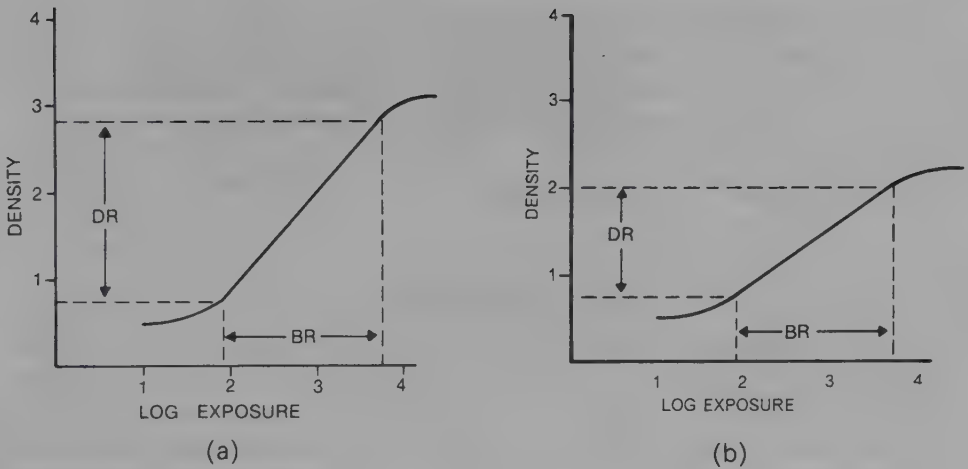 4
3
2
1
DENSITY
DR
BR
1 2 3 4
LOG EXPOSURE
(a)
4
3
2
1
DENSITY
DR
BR
1 2 3 4
LOG EXPOSURE
(b)